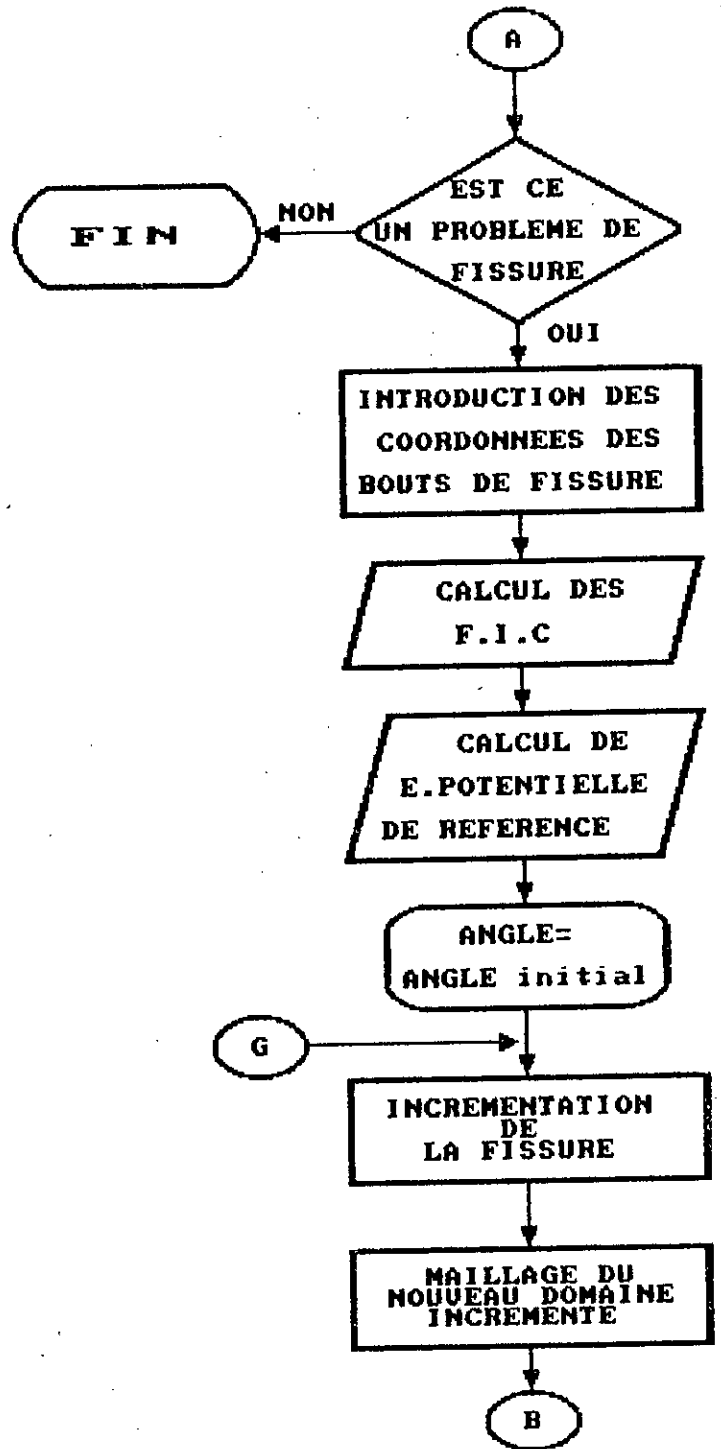 A
EST CE
UN PROBLEME DE
FISSURE
NON
FIN
OUI
INTRODUCTION DES
COORDONNEES DES
BOUTS DE FISSURE
CALCUL DES
F.I.C
CALCUL DE
E.POTENTIELLE
DE REFERENCE
ANGLE=
ANGLE initial
G
INCREMENTATION
DE
LA FISSURE
MAILLAGE DU
NOUVEAU DOMAINE
INCREMENTE
B